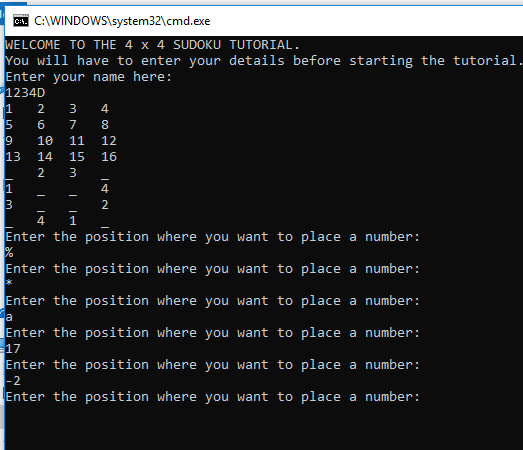 C:\WINDOWS\system32\cmd.exe
WELCOME TO THE 4 x 4 SUDOKU TUTORIAL.
You will have to enter your details before starting the tutorial.
Enter your name here:
1234D
1 2 3 4
5 6 7 8
9 10 11 12
13 14 15 16
_ 2 3 _
1 _ _ 4
3 _ _ 2
_ 4 1 _
Enter the position where you want to place a number:
%
Enter the position where you want to place a number:
*
Enter the position where you want to place a number:
a
Enter the position where you want to place a number:
17
Enter the position where you want to place a number:
-2
Enter the position where you want to place a number: